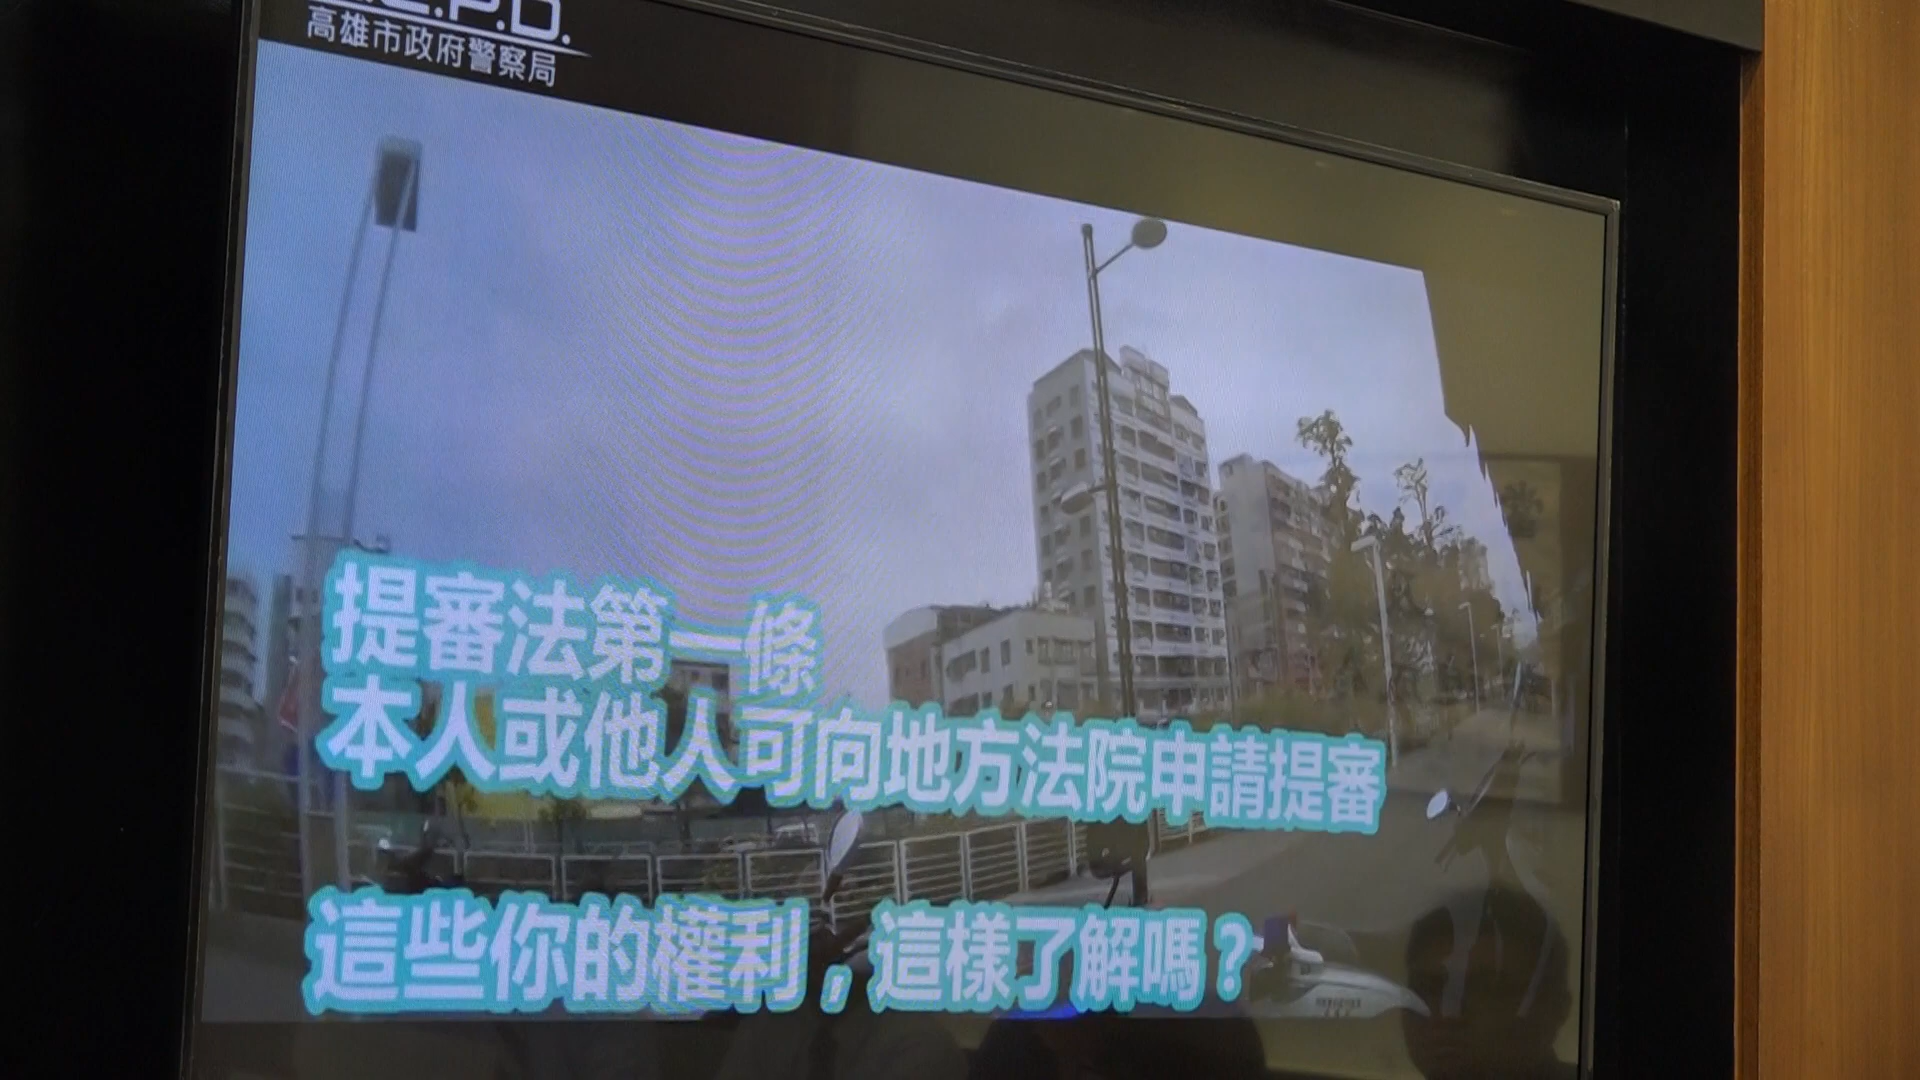 .P.D.
高雄市政府警察局
提審法第一條
本人或他人可向地方法院申請提審
這些你的權利，這樣了解嗎？